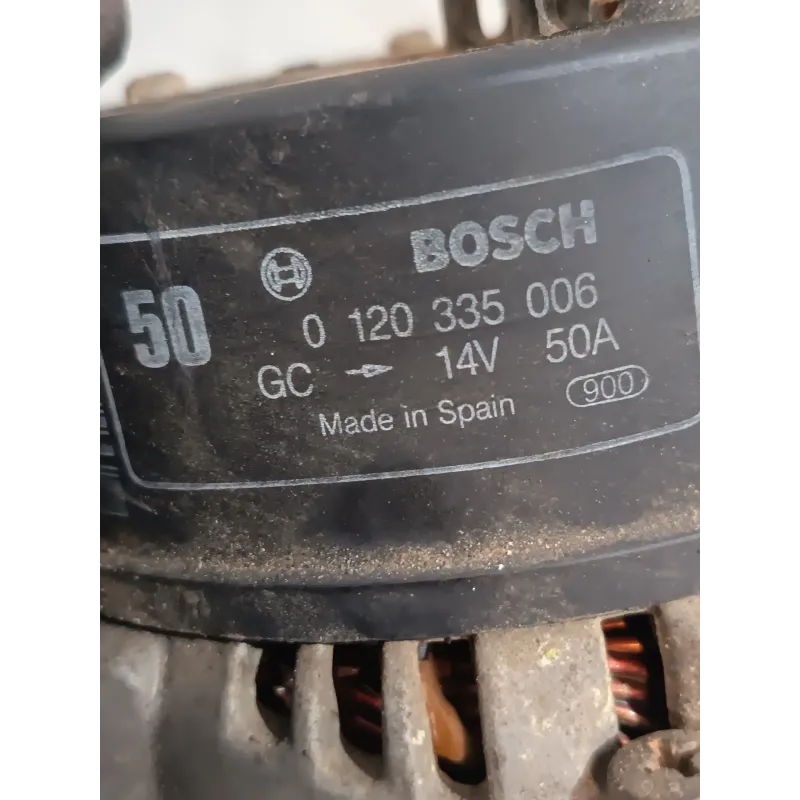 BOSCH
50
0 120 335 006
GC → 14V 50A
Made in Spain 900